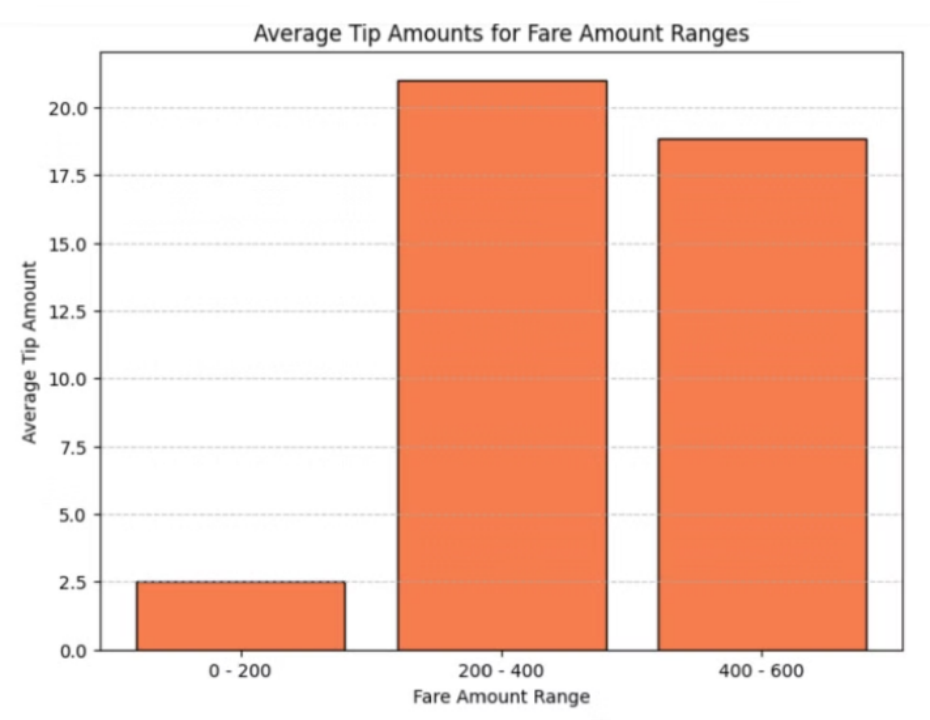 Average Tip Amounts for Fare Amount Ranges
20.0
17.5
15.0
12.5
10.0
7.5
5.0
2.5
0.0
Average Tip Amount
0 - 200
200 - 400
400 - 600
Fare Amount Range